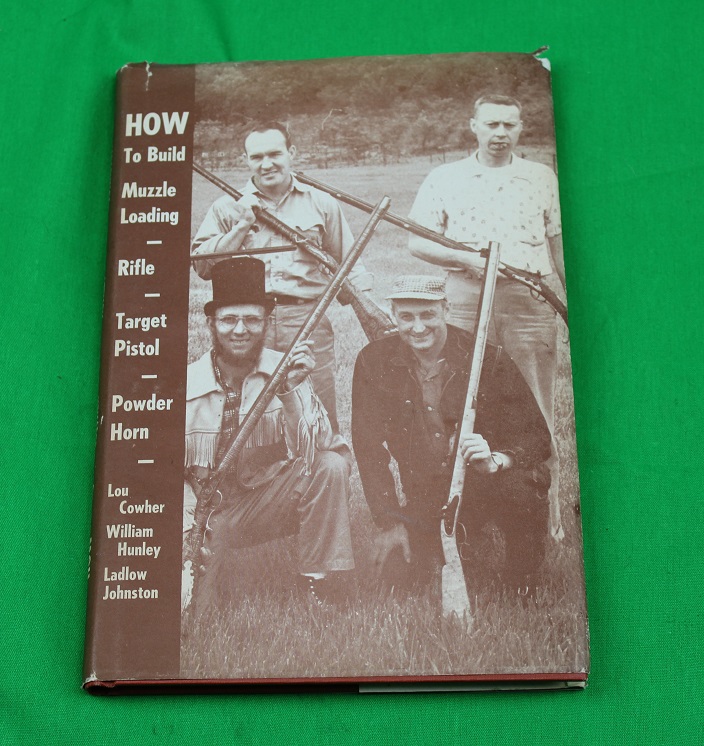 HOW
To Build
Muzzle
Loading
Rifle
Target
Pistol
Powder
Horn
Lou
Cowher
William
Hunley
Ladlow
Johnston